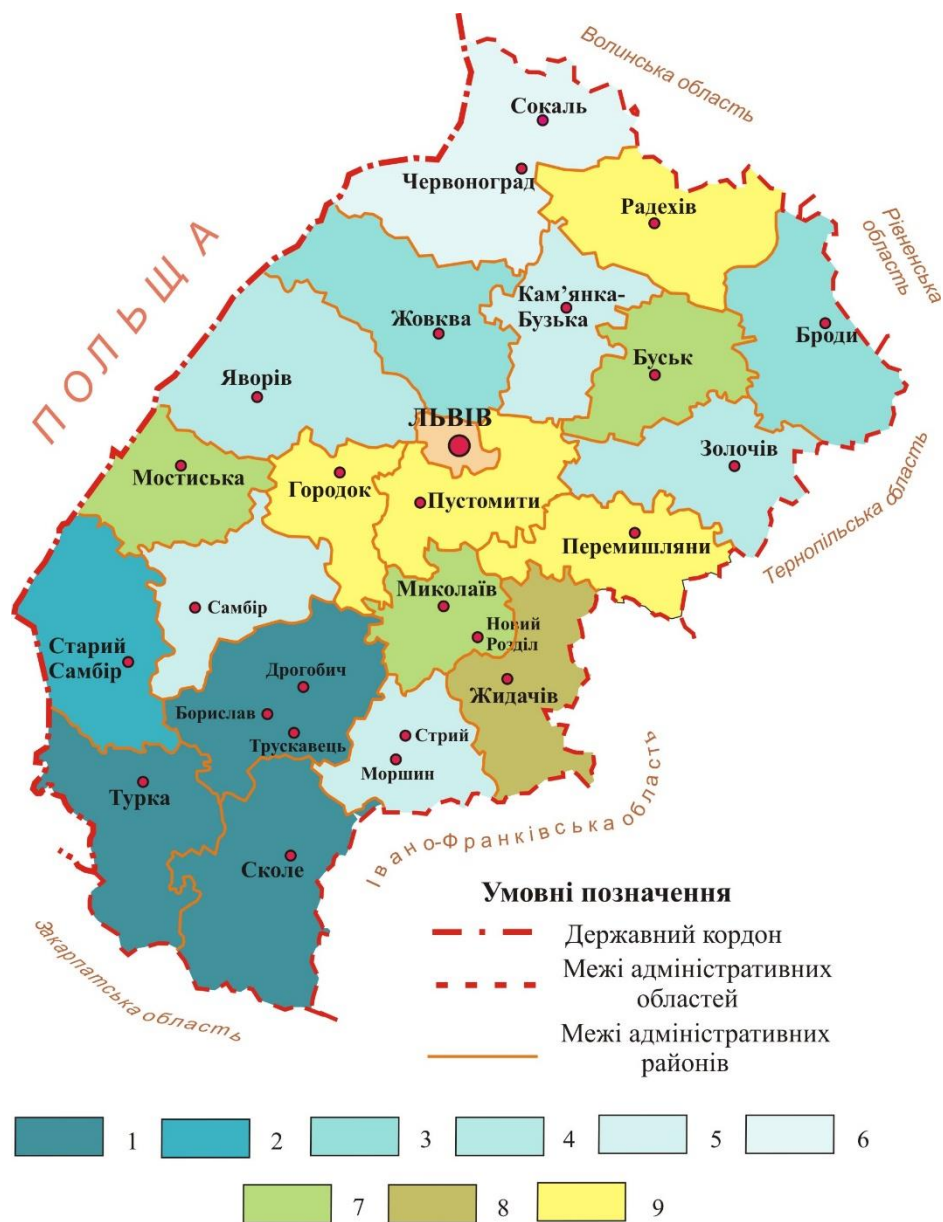 Волинська область
Сокаль
Червоноград
Радехів
Рівненська
область
ПОЛЬЩА
Жовква
Кам’янка-
Бузька
Броди
Яворів
Буськ
ЛЬВІВ
Золочів
Мостиська
Городок
Пустомити
Тернопільська область
Перемишляни
Самбір
Миколаїв
Новий
Розділ
Старий
Самбір
Дрогобич
Жидачів
Борислав
Трускавець
Стрий
Моршин
Турка
Івано-Франківська область
Сколе
Закарпатська область
Умовні позначення
Державний кордон
Межі адміністративних
областей
Межі адміністративних
районів
1 2 3 4 5 6
7 8 9